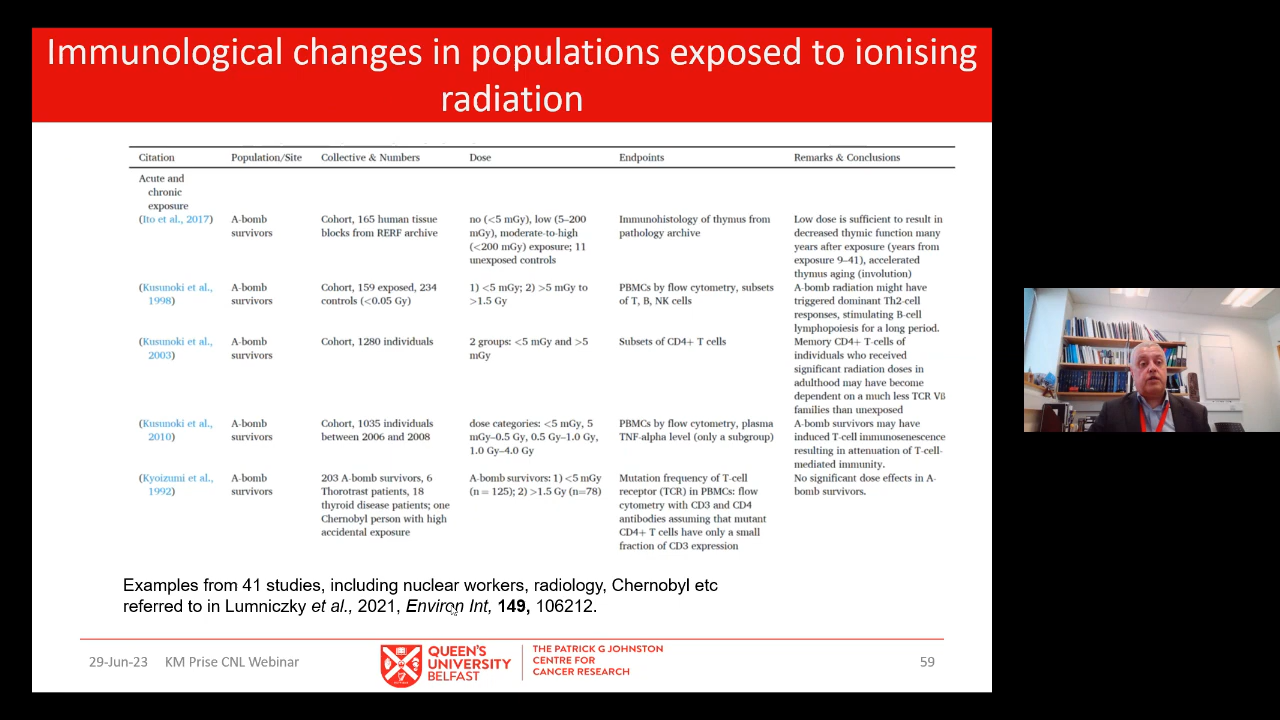 Immunological changes in populations exposed to ionising
radiation
Citation Population/Site Collective & Numbers Dose Endpoints Remarks & Conclusions
Acute and
chronic
exposure
(Ito et al., 2017) A-bomb Cohort, 165 human tissue no (<5 mGy), low (5–200 Immunohistology of thymus from Low dose is sufficient to result in
survivors blocks from RERF archive mGy), moderate-to-high pathology archive decreased thymic function many
(<200 mGy) exposure; 11 years after exposure (years from
unexposed controls exposure 9–41), accelerated
thymus aging (involution)
(Kusunoki et al., A-bomb Cohort, 159 exposed, 234 1) <5 mGy; 2) >5 mGy to PBMCs by flow cytometry, subsets A-bomb radiation might have
1998) survivors controls (<0.05 Gy) >1.5 Gy of T, B, NK cells triggered dominant Th2-cell
responses, stimulating B-cell
lymphopoiesis for a long period.
(Kusunoki et al., A-bomb Cohort, 1280 individuals 2 groups: <5 mGy and >5 Subsets of CD4+ T cells Memory CD4+ T-cells of
2003) survivors mGy individuals who received
significant radiation doses in
adulthood may have become
dependent on a much less TCR Vß
families than unexposed
(Kusunoki et al., A-bomb Cohort, 1035 individuals dose categories: <5 mGy, 5 PBMCs by flow cytometry, plasma A-bomb survivors may have
2010) survivors between 2006 and 2008 mGy–0.5 Gy, 0.5 Gy–1.0 Gy, TNF-alpha level (only a subgroup) induced T-cell immunosenescence
1.0 Gy–4.0 Gy resulting in attenuation of T-cell-
mediated immunity.
(Kyoizumi et al., A-bomb 203 A-bomb survivors, 6 A-bomb survivors: 1) <5 mGy Mutation frequency of T-cell No significant dose effects in A-
1992) survivors Thorotrast patients, 18 (n = 125); 2) >1.5 Gy (n=78) receptor (TCR) in PBMCs: flow bomb survivors.
thyroid disease patients; one cytometry with CD3 and CD4
Chernobyl person with high antibodies assuming that mutant
accidental exposure CD4+ T cells have only a small
fraction of CD3 expression
Examples from 41 studies, including nuclear workers, radiology, Chernobyl etc
referred to in Lumniczky et al., 2021, Environ Int, 149, 106212.
29-Jun-23 KM Prise CNL Webinar
QUEEN'S
UNIVERSITY
BELFAST
THE PATRICK G JOHNSTON
CENTRE FOR
CANCER RESEARCH
59